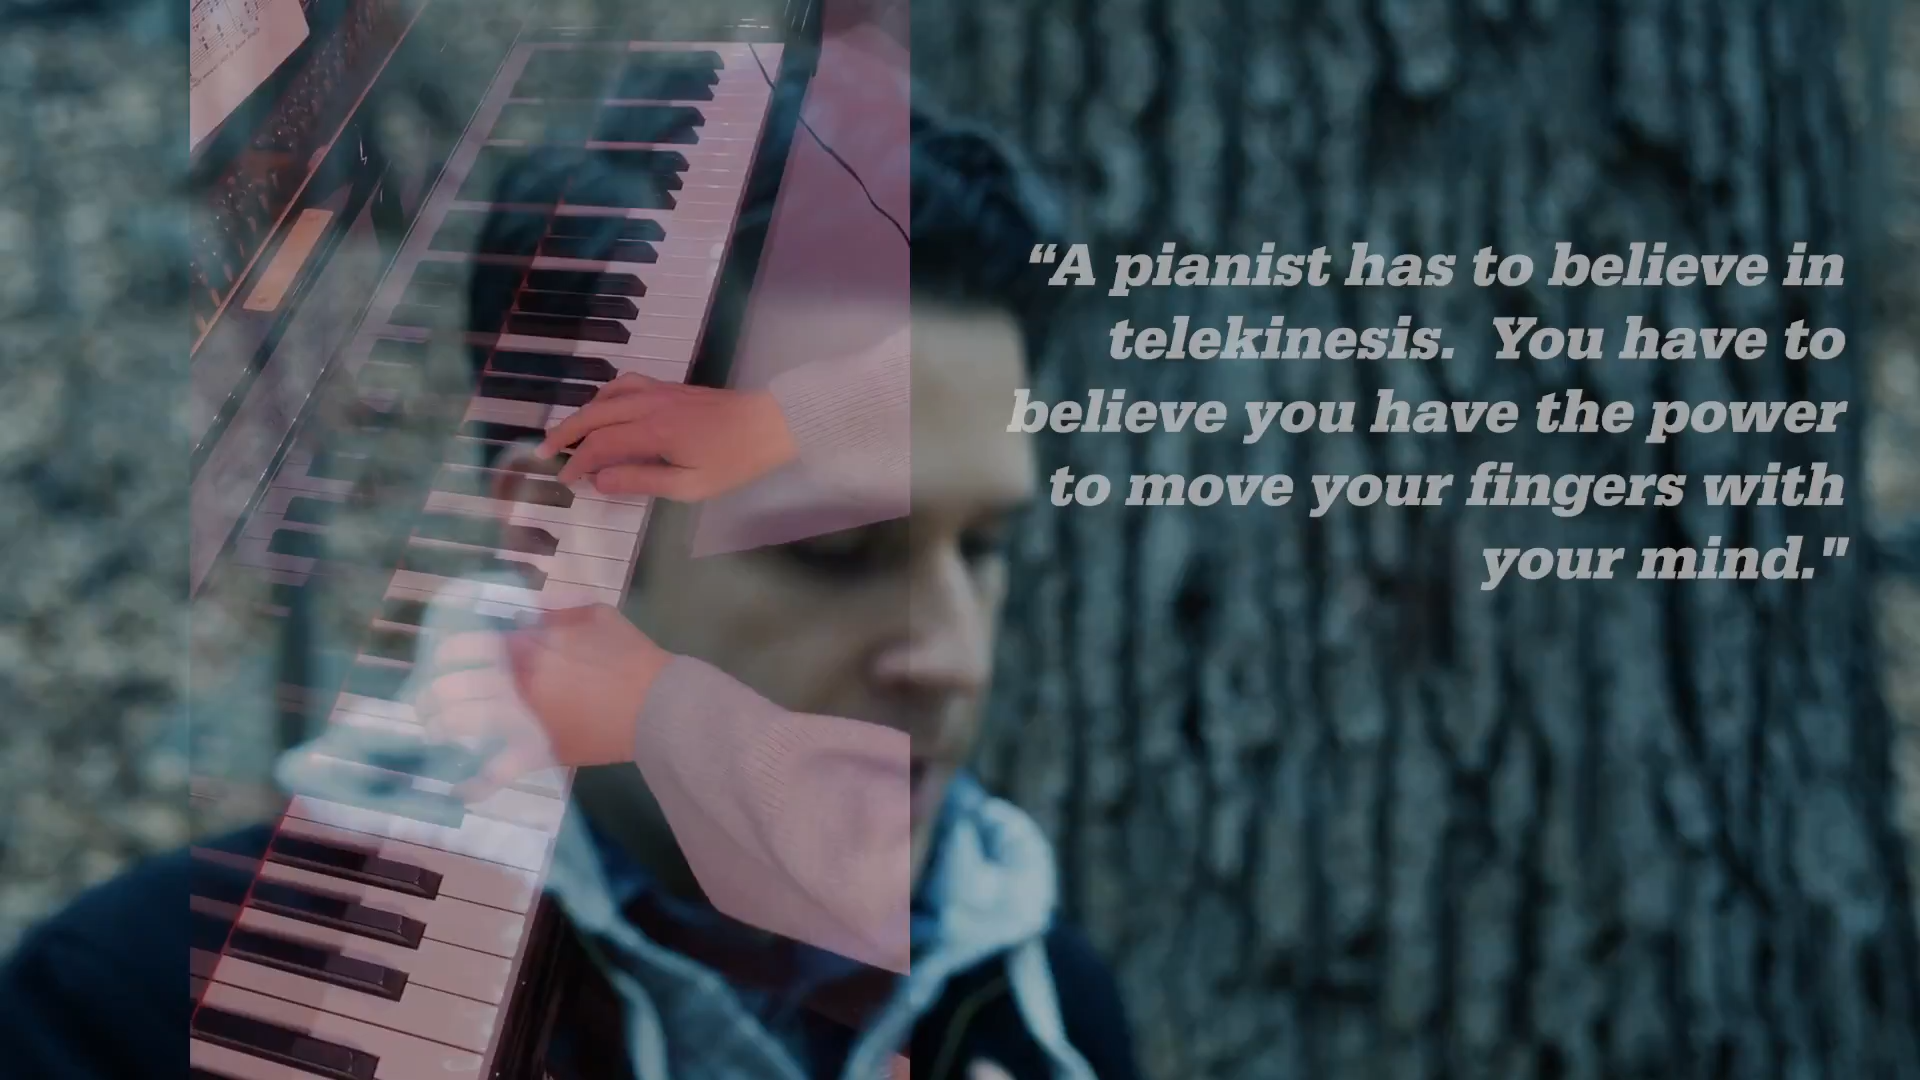 “A pianist has to believe in
telekinesis.  You have to
believe you have the power
to move your fingers with
your mind."